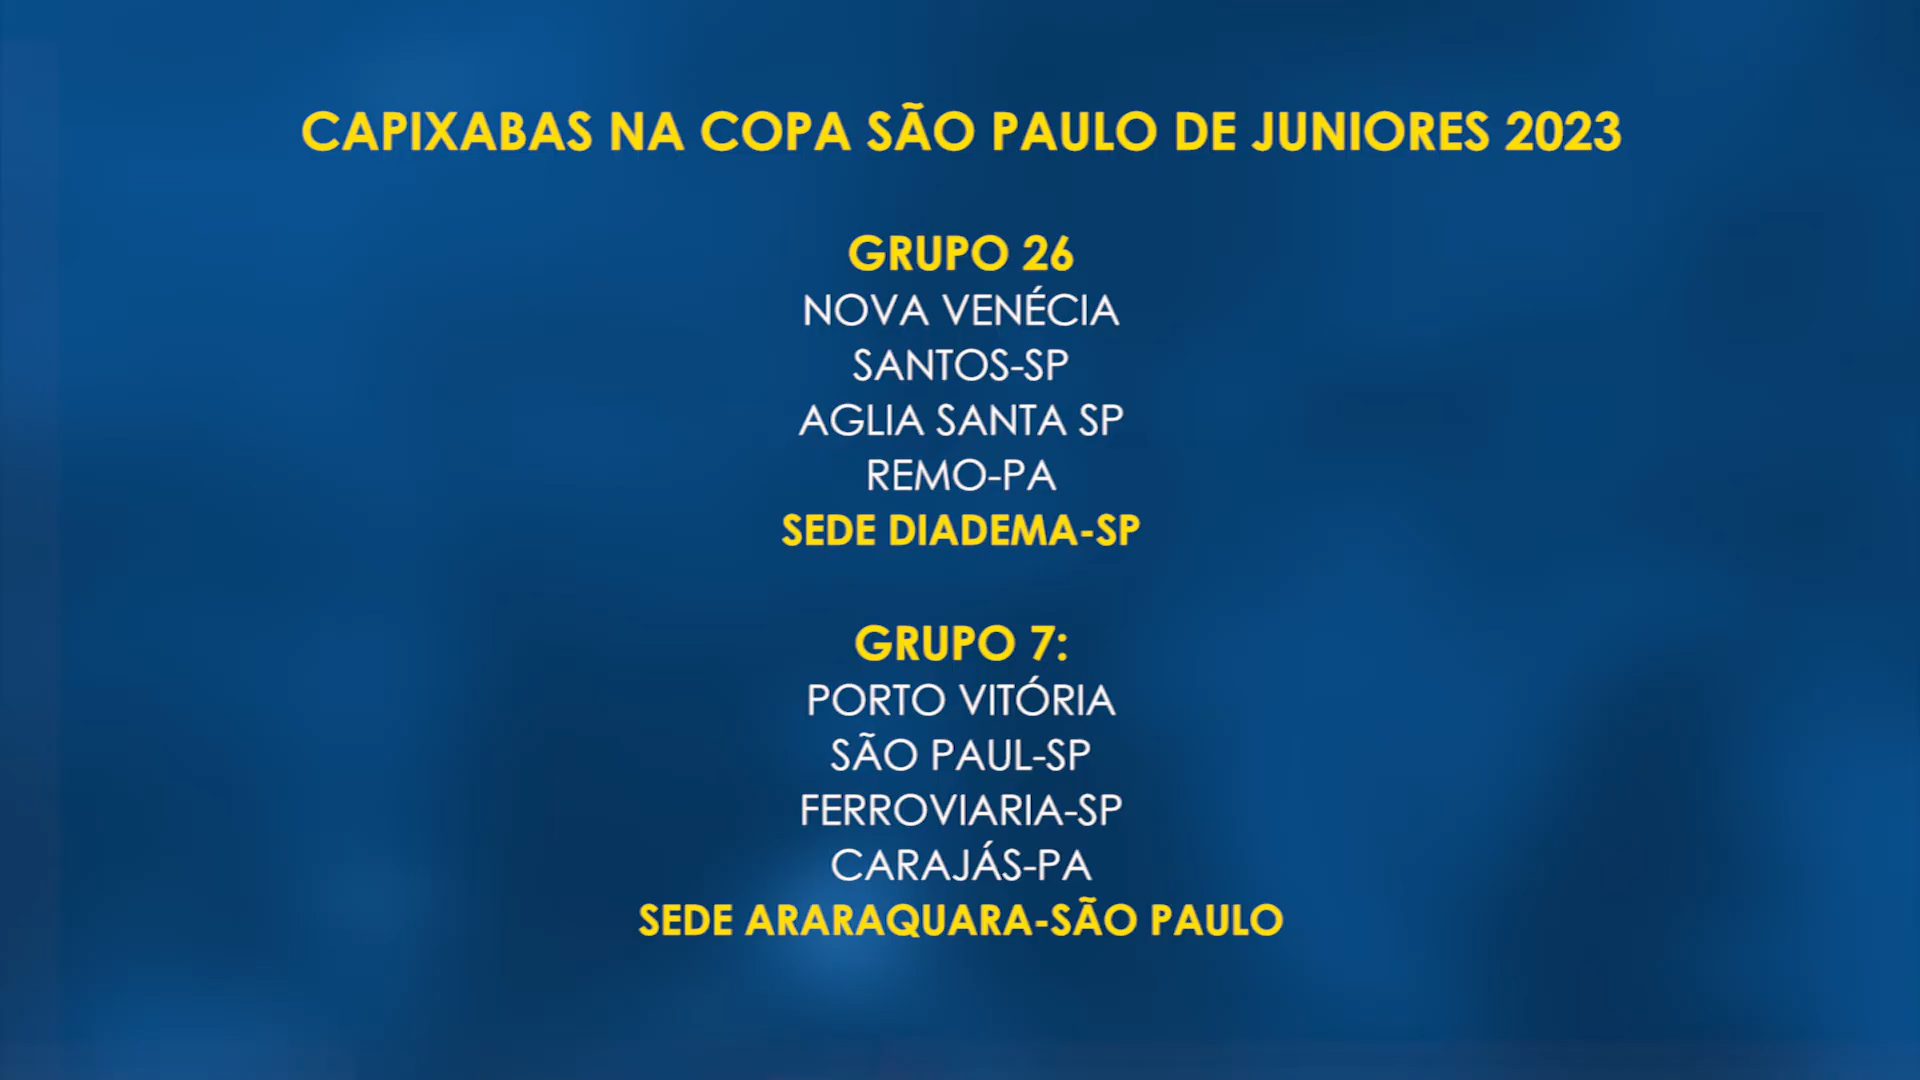 CAPIXABAS NA COPA SÃO PAULO DE JUNIORES 2023
GRUPO 26
NOVA VENÉCIA
SANTOS-SP
AGLIA SANTA SP
REMO-PA
SEDE DIADEMA-SP
GRUPO 7:
PORTO VITÓRIA
SÃO PAUL-SP
FERROVIARIA-SP
CARAJÁS-PA
SEDE ARARAQUARA-SÃO PAULO